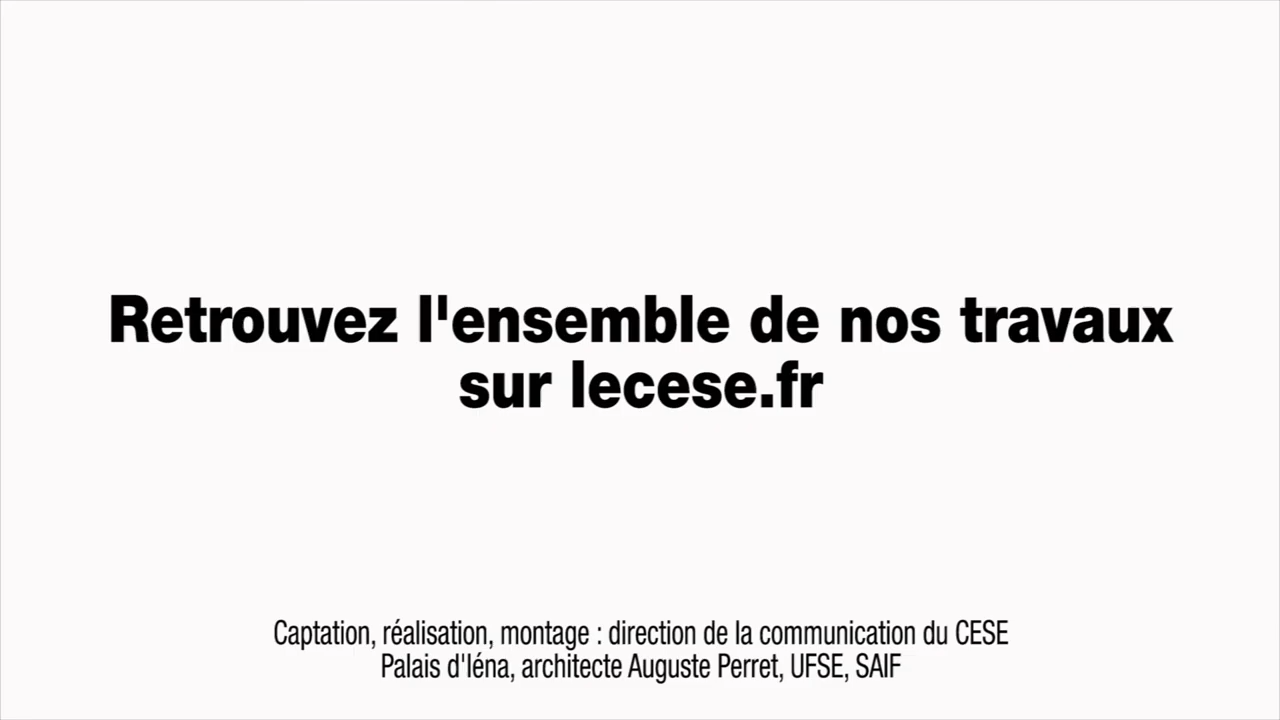 Retrouvez l'ensemble de nos travaux
sur lecese.fr
Captation, réalisation, montage : direction de la communication du CESE
Palais d'Iéna, architecte Auguste Perret, UFSE, SAIF